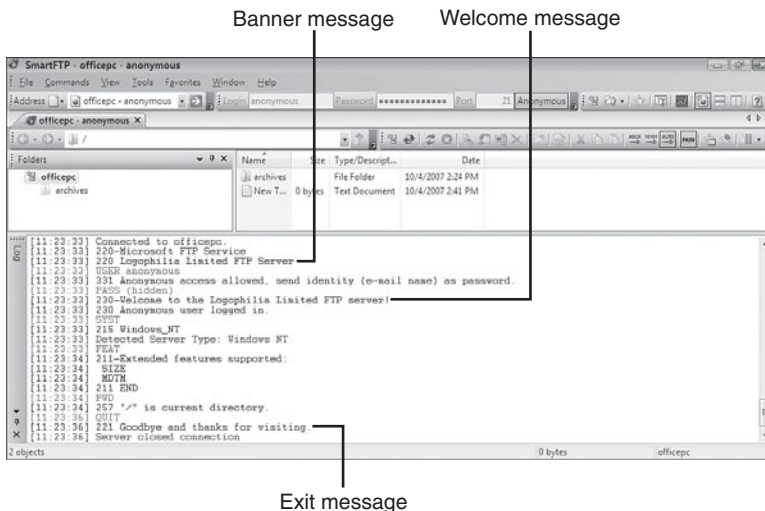 Banner message
Welcome message
SmartFTP - officepc - anonymous
File Commands View Tools Favorites Window Help
Address officepc - anonymous Login anonymous Password ••••••••••••• Port 21 Anonymous
officepc - anonymous
/
Folders
officepc
archives
Name Size Type/Descript... Date
archives File Folder 10/4/2007 2:24 PM
New T... 0 bytes Text Document 10/4/2007 2:41 PM
Log
[11:23:33] Connected to officepc.
[11:23:33] 220-Microsoft FTP Service
[11:23:33] 220 Logophilia Limited FTP Server
[11:23:33] USER anonymous
[11:23:33] 331 Anonymous access allowed, send identity (e-mail name) as password.
[11:23:33] PASS (hidden)
[11:23:33] 230-Welcome to the Logophilia Limited FTP server!
[11:23:33] 230 Anonymous user logged in.
[11:23:33] SYST
[11:23:33] 215 Windows_NT
[11:23:33] Detected Server Type: Windows NT
[11:23:33] FEAT
[11:23:34] 211-Extended features supported:
[11:23:34] SIZE
[11:23:34] MDTM
[11:23:34] 211 END
[11:23:34] PWD
[11:23:34] 257 "/" is current directory.
[11:23:36] QUIT
[11:23:36] 221 Goodbye and thanks for visiting.
[11:23:36] Server closed connection
2 objects 0 bytes officepc
Exit message